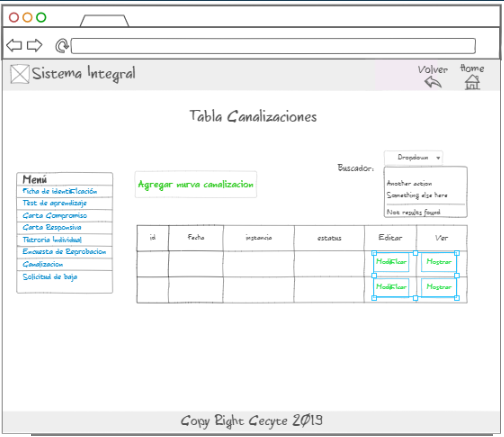 Sistema Integral
Volver
Home
Tabla Canalizaciones
Buscador:
Dropdown
Another action
Something else here
Not results found
Menú
Ficha de identificación
Test de aprendizaje
Carta Compromiso
Carta Responsiva
Tutoria Individual
Encuesta de Reprobacion
Canalizacion
Solicitud de baja
Agregar nueva canalizacion
id Fecha instancia estatus Editar Ver
Modificar Mostrar
Modificar Mostrar
Copy Right Cecyte 2019